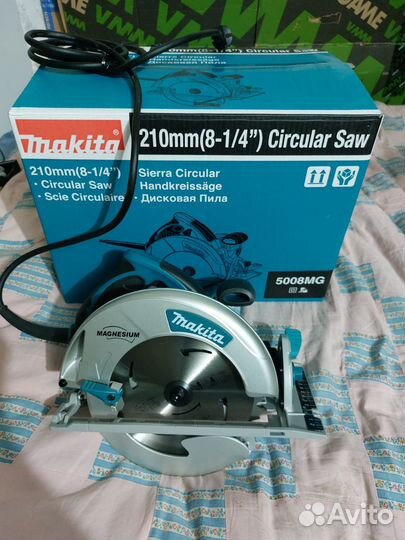 GAME
makita
®
210mm(8-1/4") Circular Saw
210mm(8-1/4")
· Circular Saw
· Scie Circulaire
Sierra Circular
Handkreissäge
· Дисковая Пила
5008MG
MAGNESIUM
makita
Avito